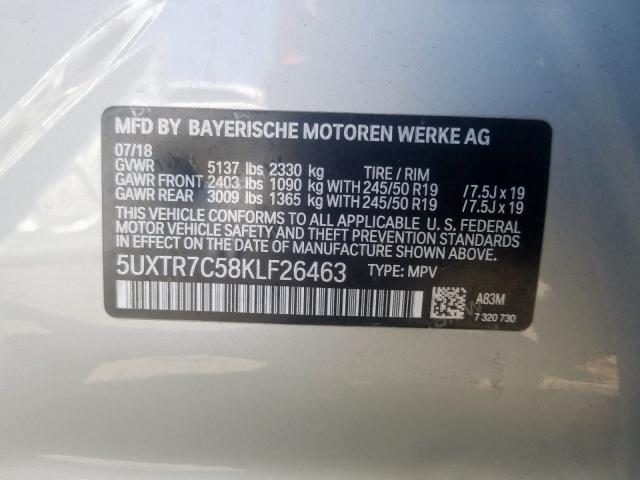 MFD BY BAYERISCHE MOTOREN WERKE AG
07/18
GVWR 5137 lbs 2330 kg TIRE / RIM
GAWR FRONT 2403 lbs 1090 kg WITH 245/50 R19 /7.5J x 19
GAWR REAR 3009 lbs 1365 kg WITH 245/50 R19 /7.5J x 19
THIS VEHICLE CONFORMS TO ALL APPLICABLE U. S. FEDERAL
MOTOR VEHICLE SAFETY AND THEFT PREVENTION STANDARDS
IN EFFECT ON THE DATE OF MANUFACTURE SHOWN ABOVE.
5UXTR7C58KLF26463 TYPE: MPV
A83M
7 320 730